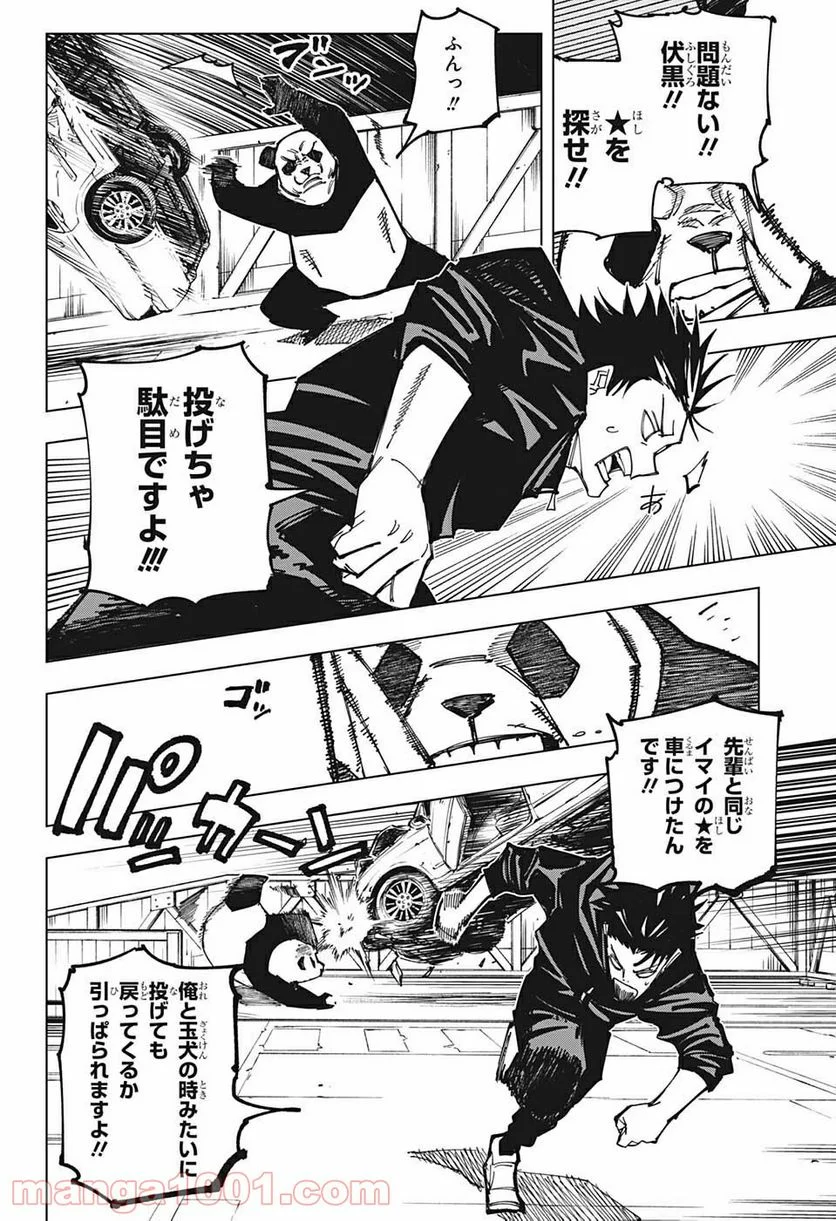 問題ない!!
伏黒!!
★を
探せ!!
ふんっ!!
ブンッ
あ゛
投げちゃ
駄目ですよ!!!
ゴッ
先輩と同じ
イマイの★を
車につけたん
です!!
パッカーン
俺と玉犬の時みたいに
投げても
戻ってくるか
引っぱられますよ!!
manga1001.com